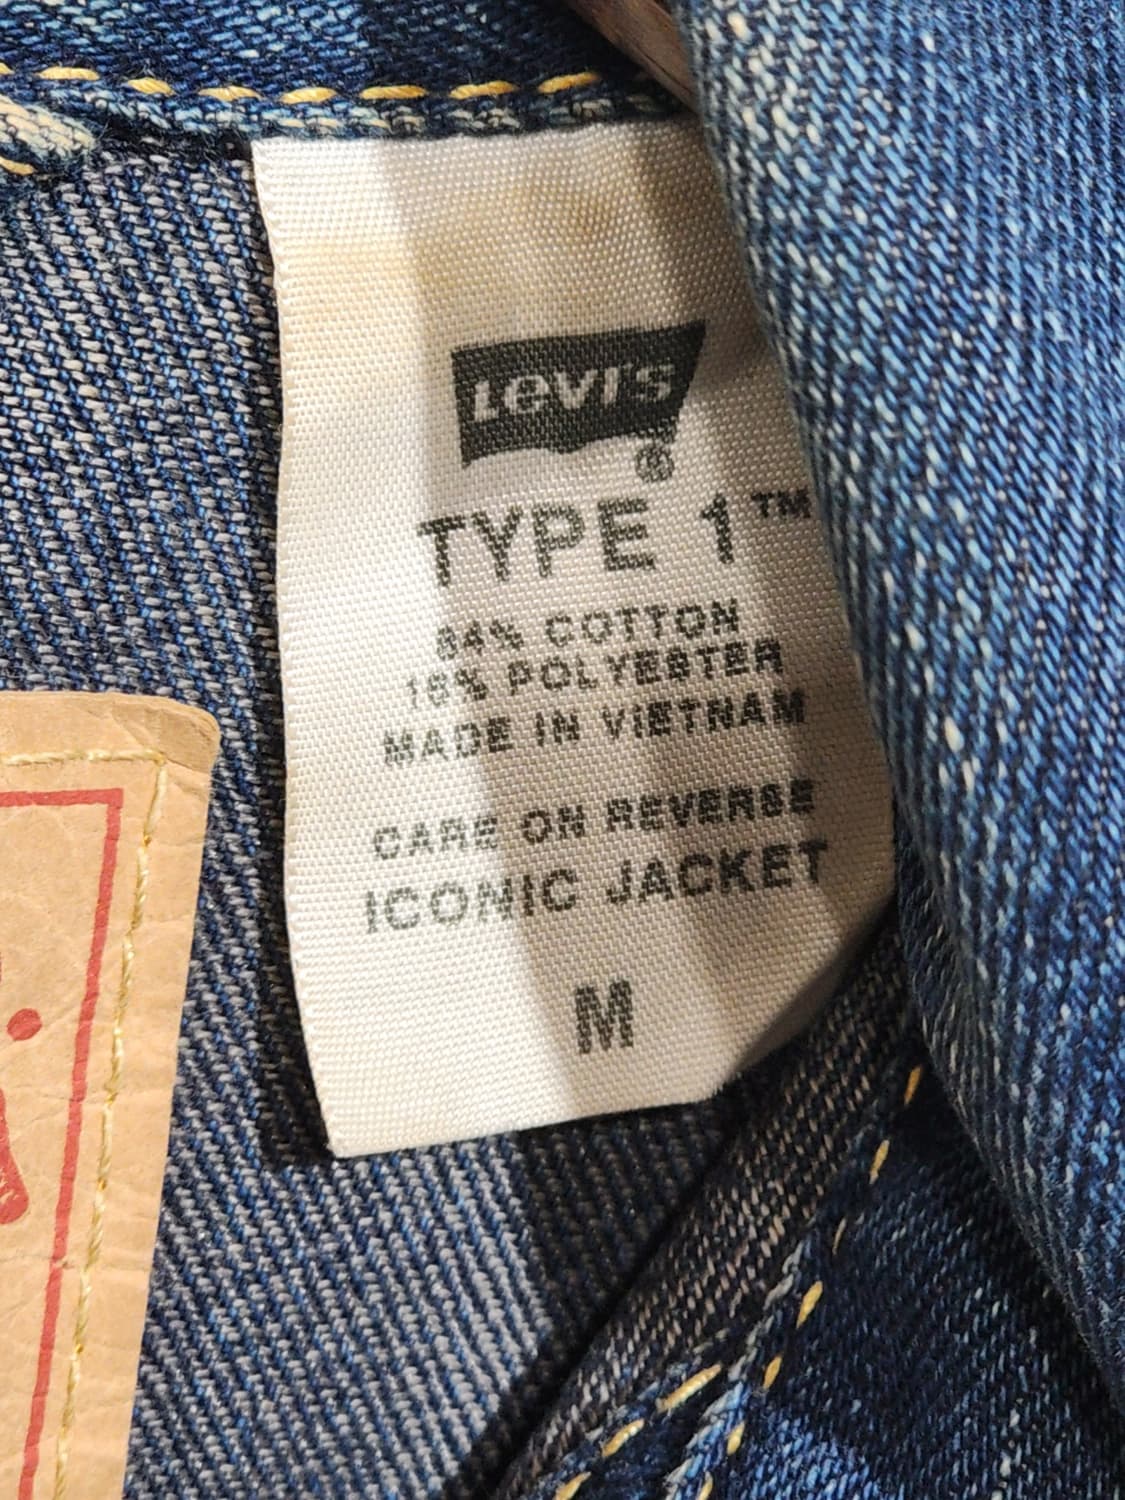 Levi's
®
TYPE 1™
84% COTTON
16% POLYESTER
MADE IN VIETNAM
CARE ON REVERSE
ICONIC JACKET
M